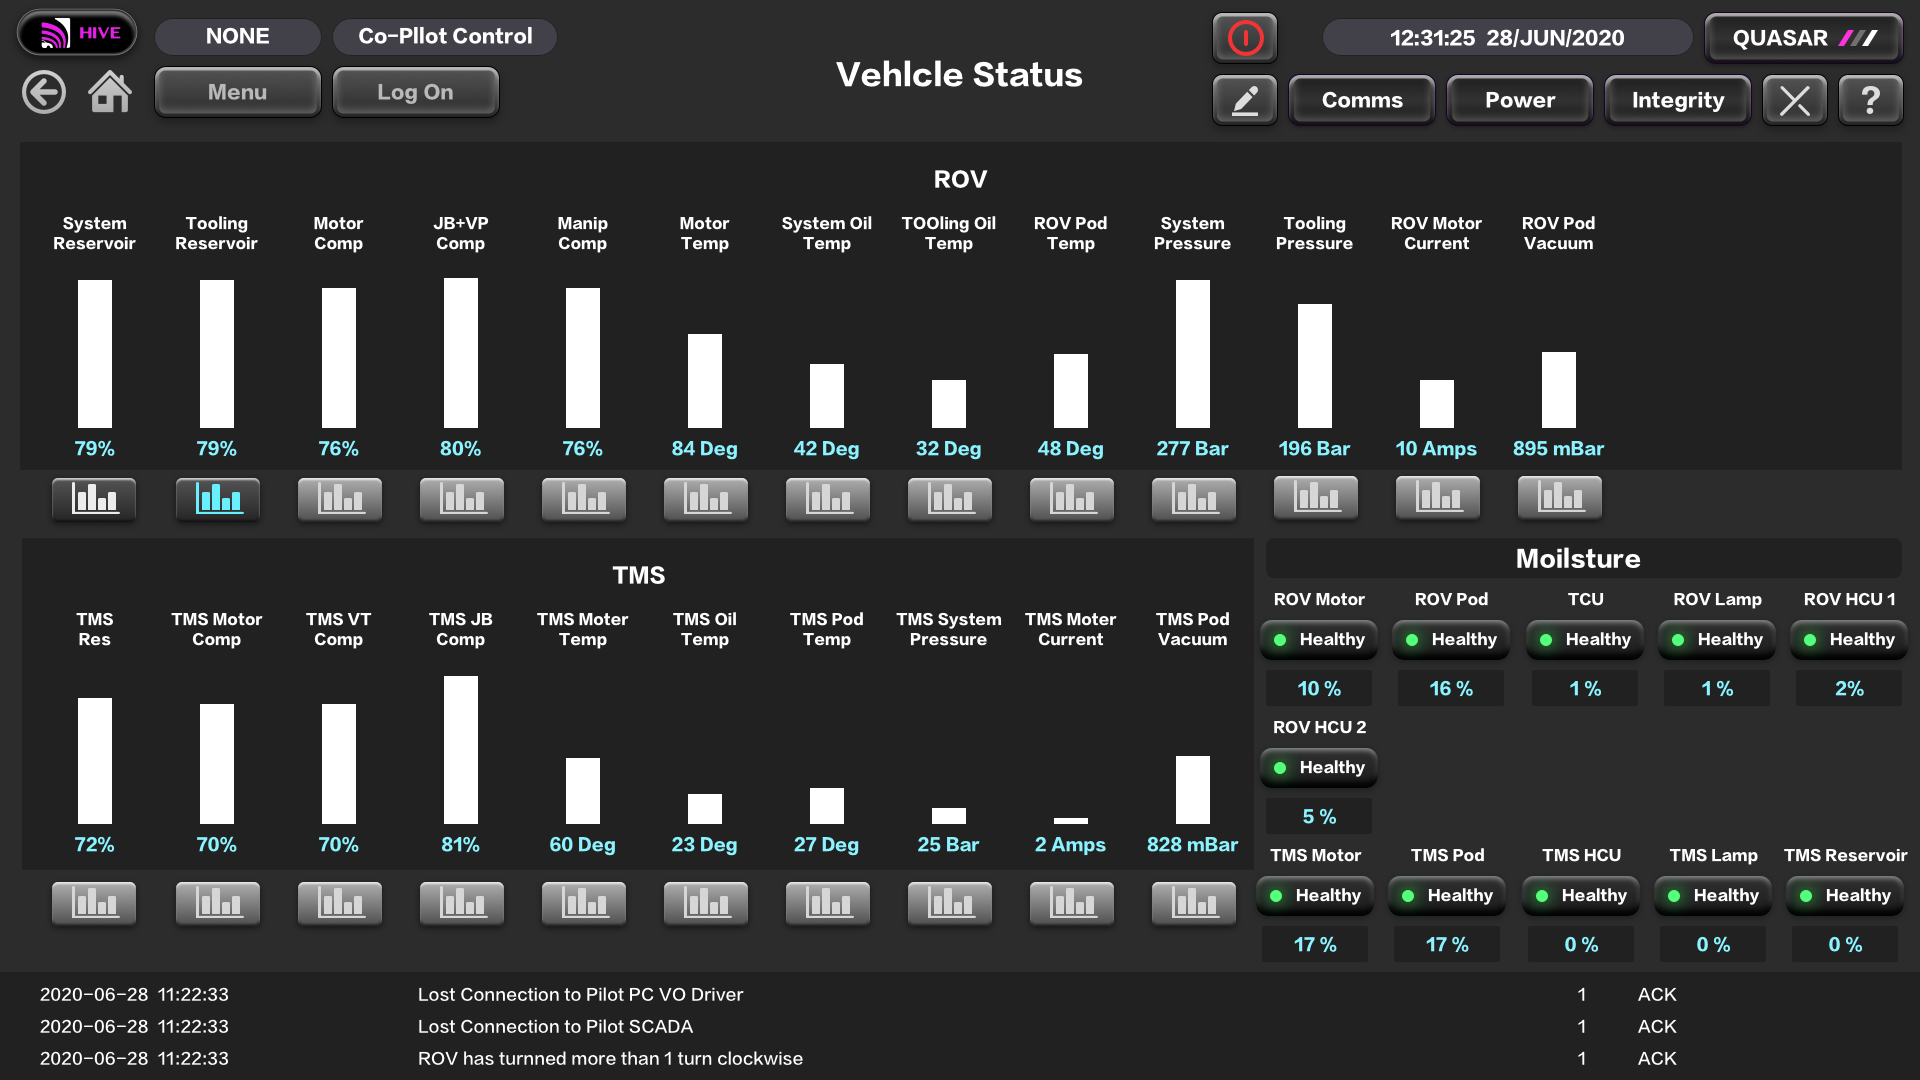 HIVE
NONE
Co-PIlot Control
12:31:25 28/JUN/2020
QUASAR
Menu
Log On
VehIcle Status
Comms
Power
Integrity
?
ROV
System Reservoir
Tooling Reservoir
Motor Comp
JB+VP Comp
Manip Comp
Motor Temp
System Oil Temp
TOOling Oil Temp
ROV Pod Temp
System Pressure
Tooling Pressure
ROV Motor Current
ROV Pod Vacuum
79%
79%
76%
80%
76%
84 Deg
42 Deg
32 Deg
48 Deg
277 Bar
196 Bar
10 Amps
895 mBar
TMS
TMS Res
TMS Motor Comp
TMS VT Comp
TMS JB Comp
TMS Moter Temp
TMS Oil Temp
TMS Pod Temp
TMS System Pressure
TMS Moter Current
TMS Pod Vacuum
72%
70%
70%
81%
60 Deg
23 Deg
27 Deg
25 Bar
2 Amps
828 mBar
Moilsture
ROV Motor
ROV Pod
TCU
ROV Lamp
ROV HCU 1
Healthy
Healthy
Healthy
Healthy
Healthy
10 %
16 %
1 %
1 %
2%
ROV HCU 2
Healthy
5 %
TMS Motor
TMS Pod
TMS HCU
TMS Lamp
TMS Reservoir
Healthy
Healthy
Healthy
Healthy
Healthy
17 %
17 %
0 %
0 %
0 %
2020-06-28 11:22:33 Lost Connection to Pilot PC VO Driver 1 ACK
2020-06-28 11:22:33 Lost Connection to Pilot SCADA 1 ACK
2020-06-28 11:22:33 ROV has turnned more than 1 turn clockwise 1 ACK